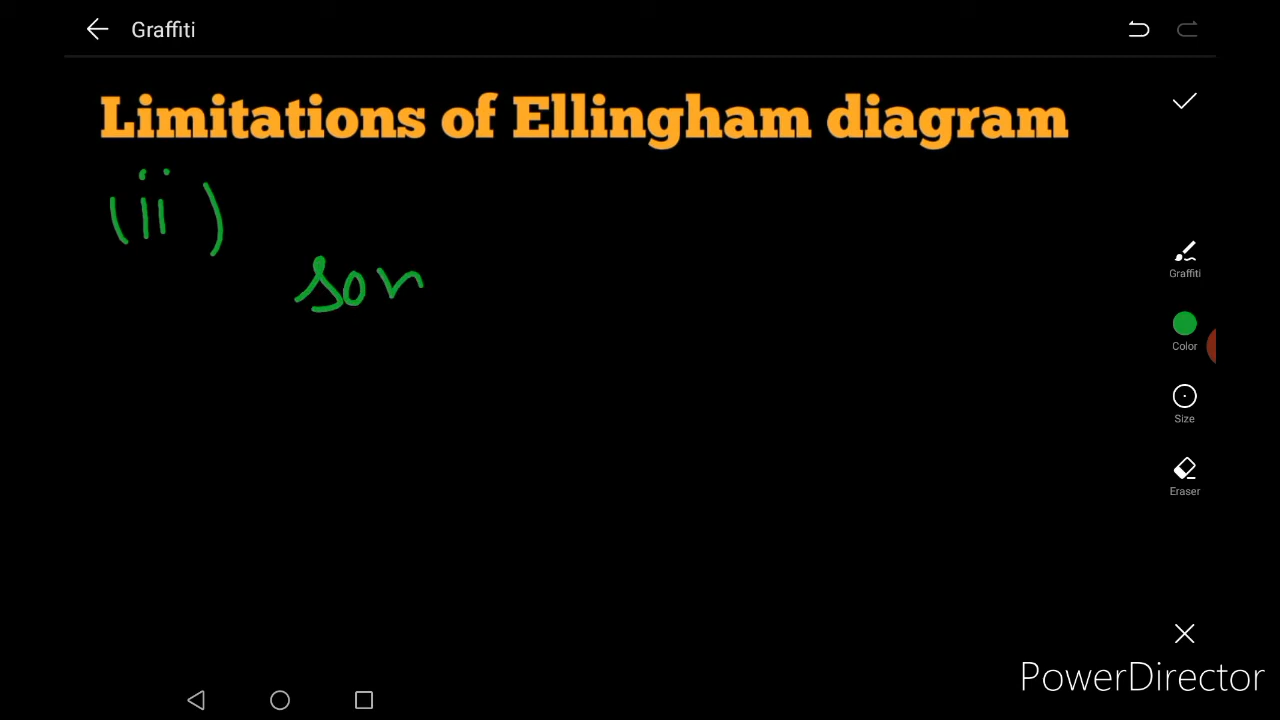 Graffiti
Limitations of Ellingham diagram
(ii)
son
Graffiti
Color
Size
Eraser
PowerDirector